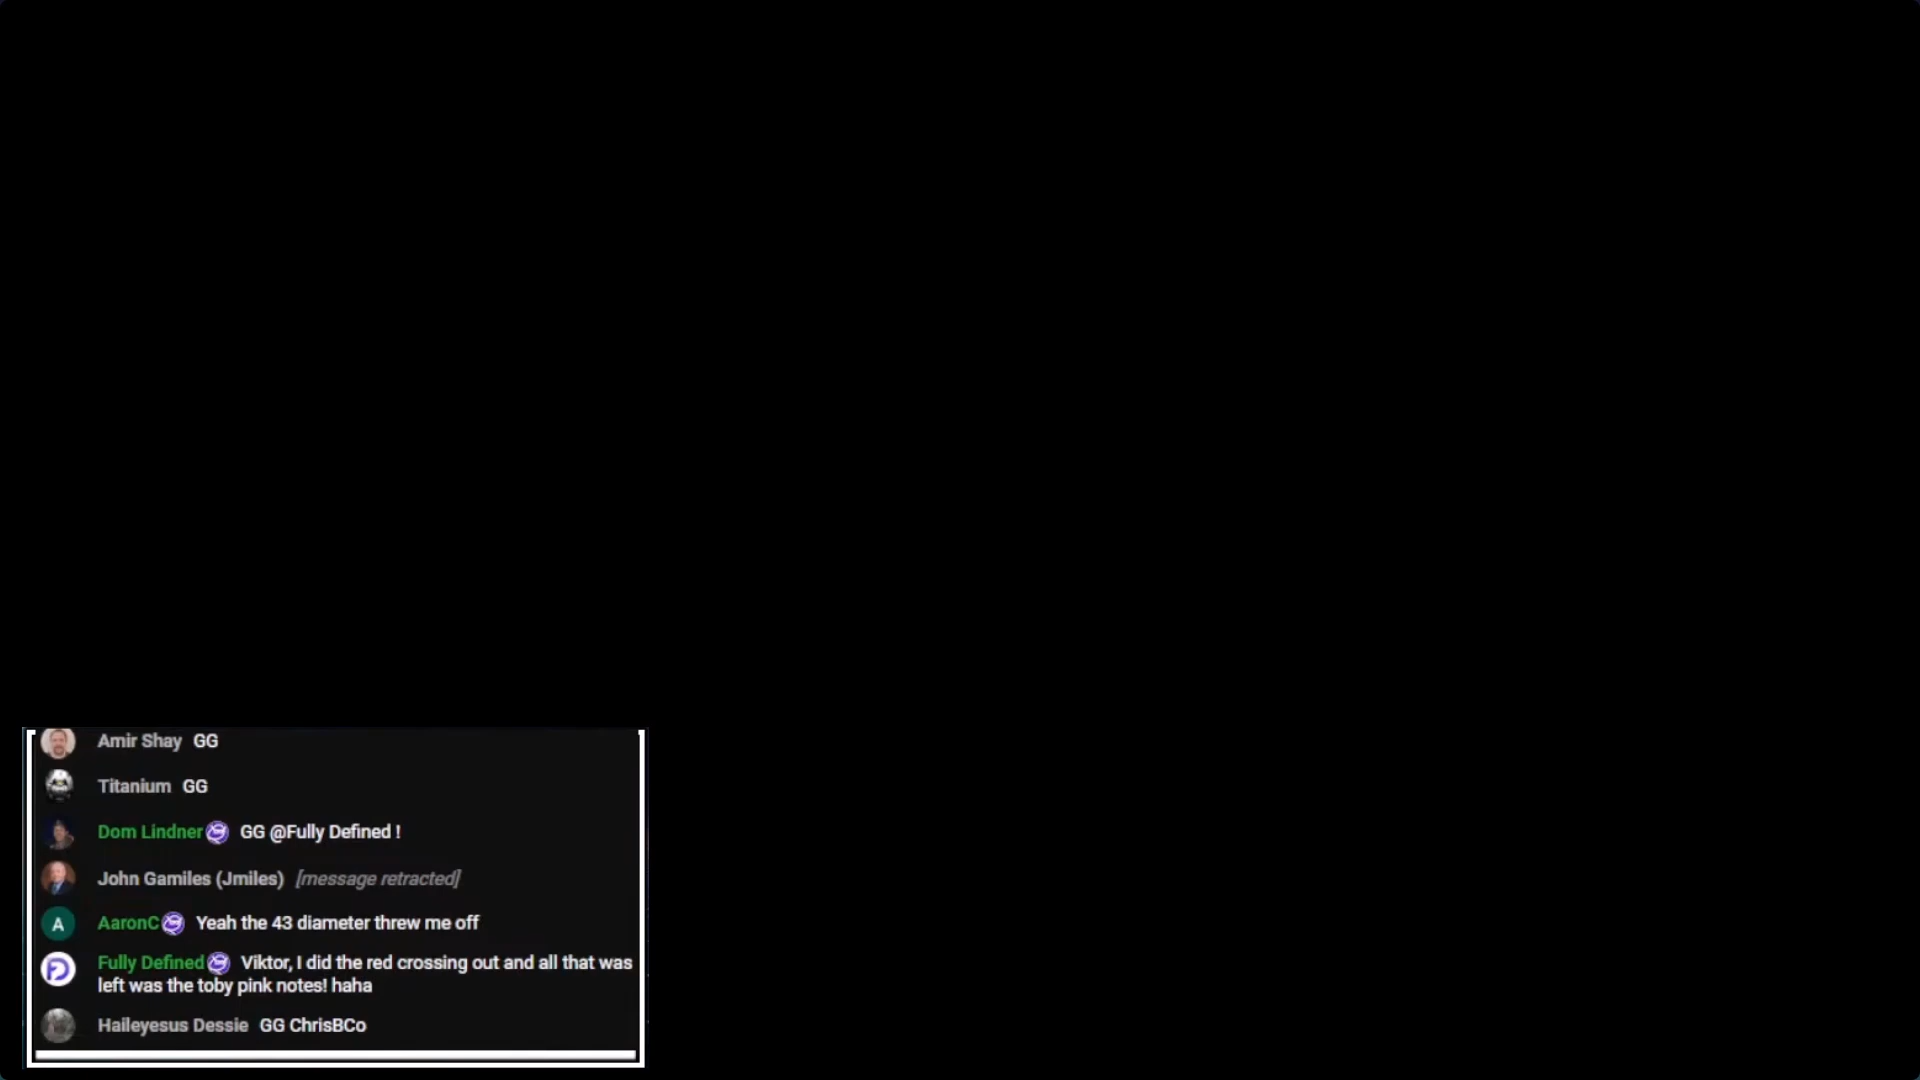 Amir Shay GG
Titanium GG
Dom Lindner GG @Fully Defined !
John Gamiles (Jmiles) [message retracted]
A AaronC Yeah the 43 diameter threw me off
Fully Defined Viktor, I did the red crossing out and all that was
left was the toby pink notes! haha
Haileyesus Dessie GG ChrisBCo